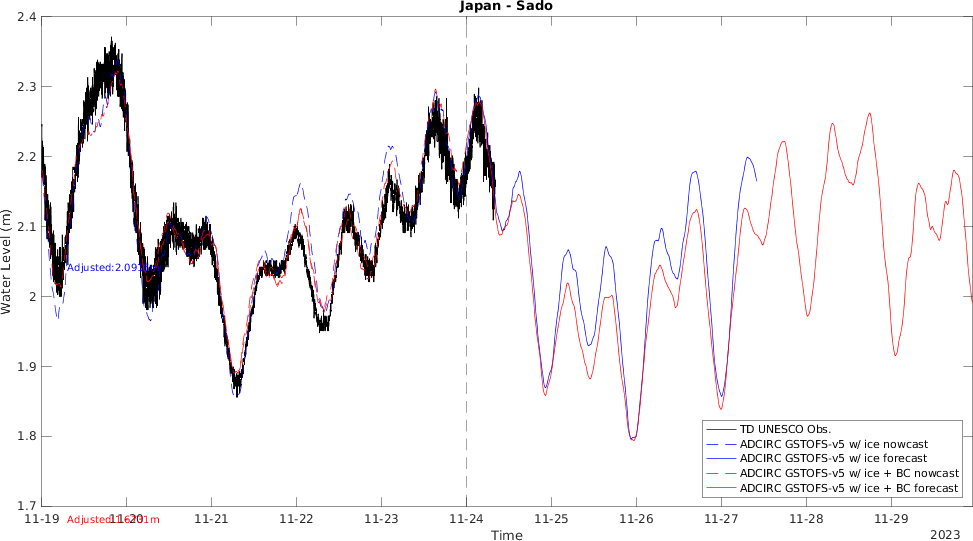 Japan - Sado
2.4
2.3
2.2
2.1
2
1.9
1.8
1.7
Water Level (m)
Adjusted:2.091
TD UNESCO Obs.
ADCIRC GSTOFS-v5 w/ ice nowcast
ADCIRC GSTOFS-v5 w/ ice forecast
ADCIRC GSTOFS-v5 w/ ice + BC nowcast
ADCIRC GSTOFS-v5 w/ ice + BC forecast
11-19 11-20 11-21 11-22 11-23 11-24 11-25 11-26 11-27 11-28 11-29
Time
2023